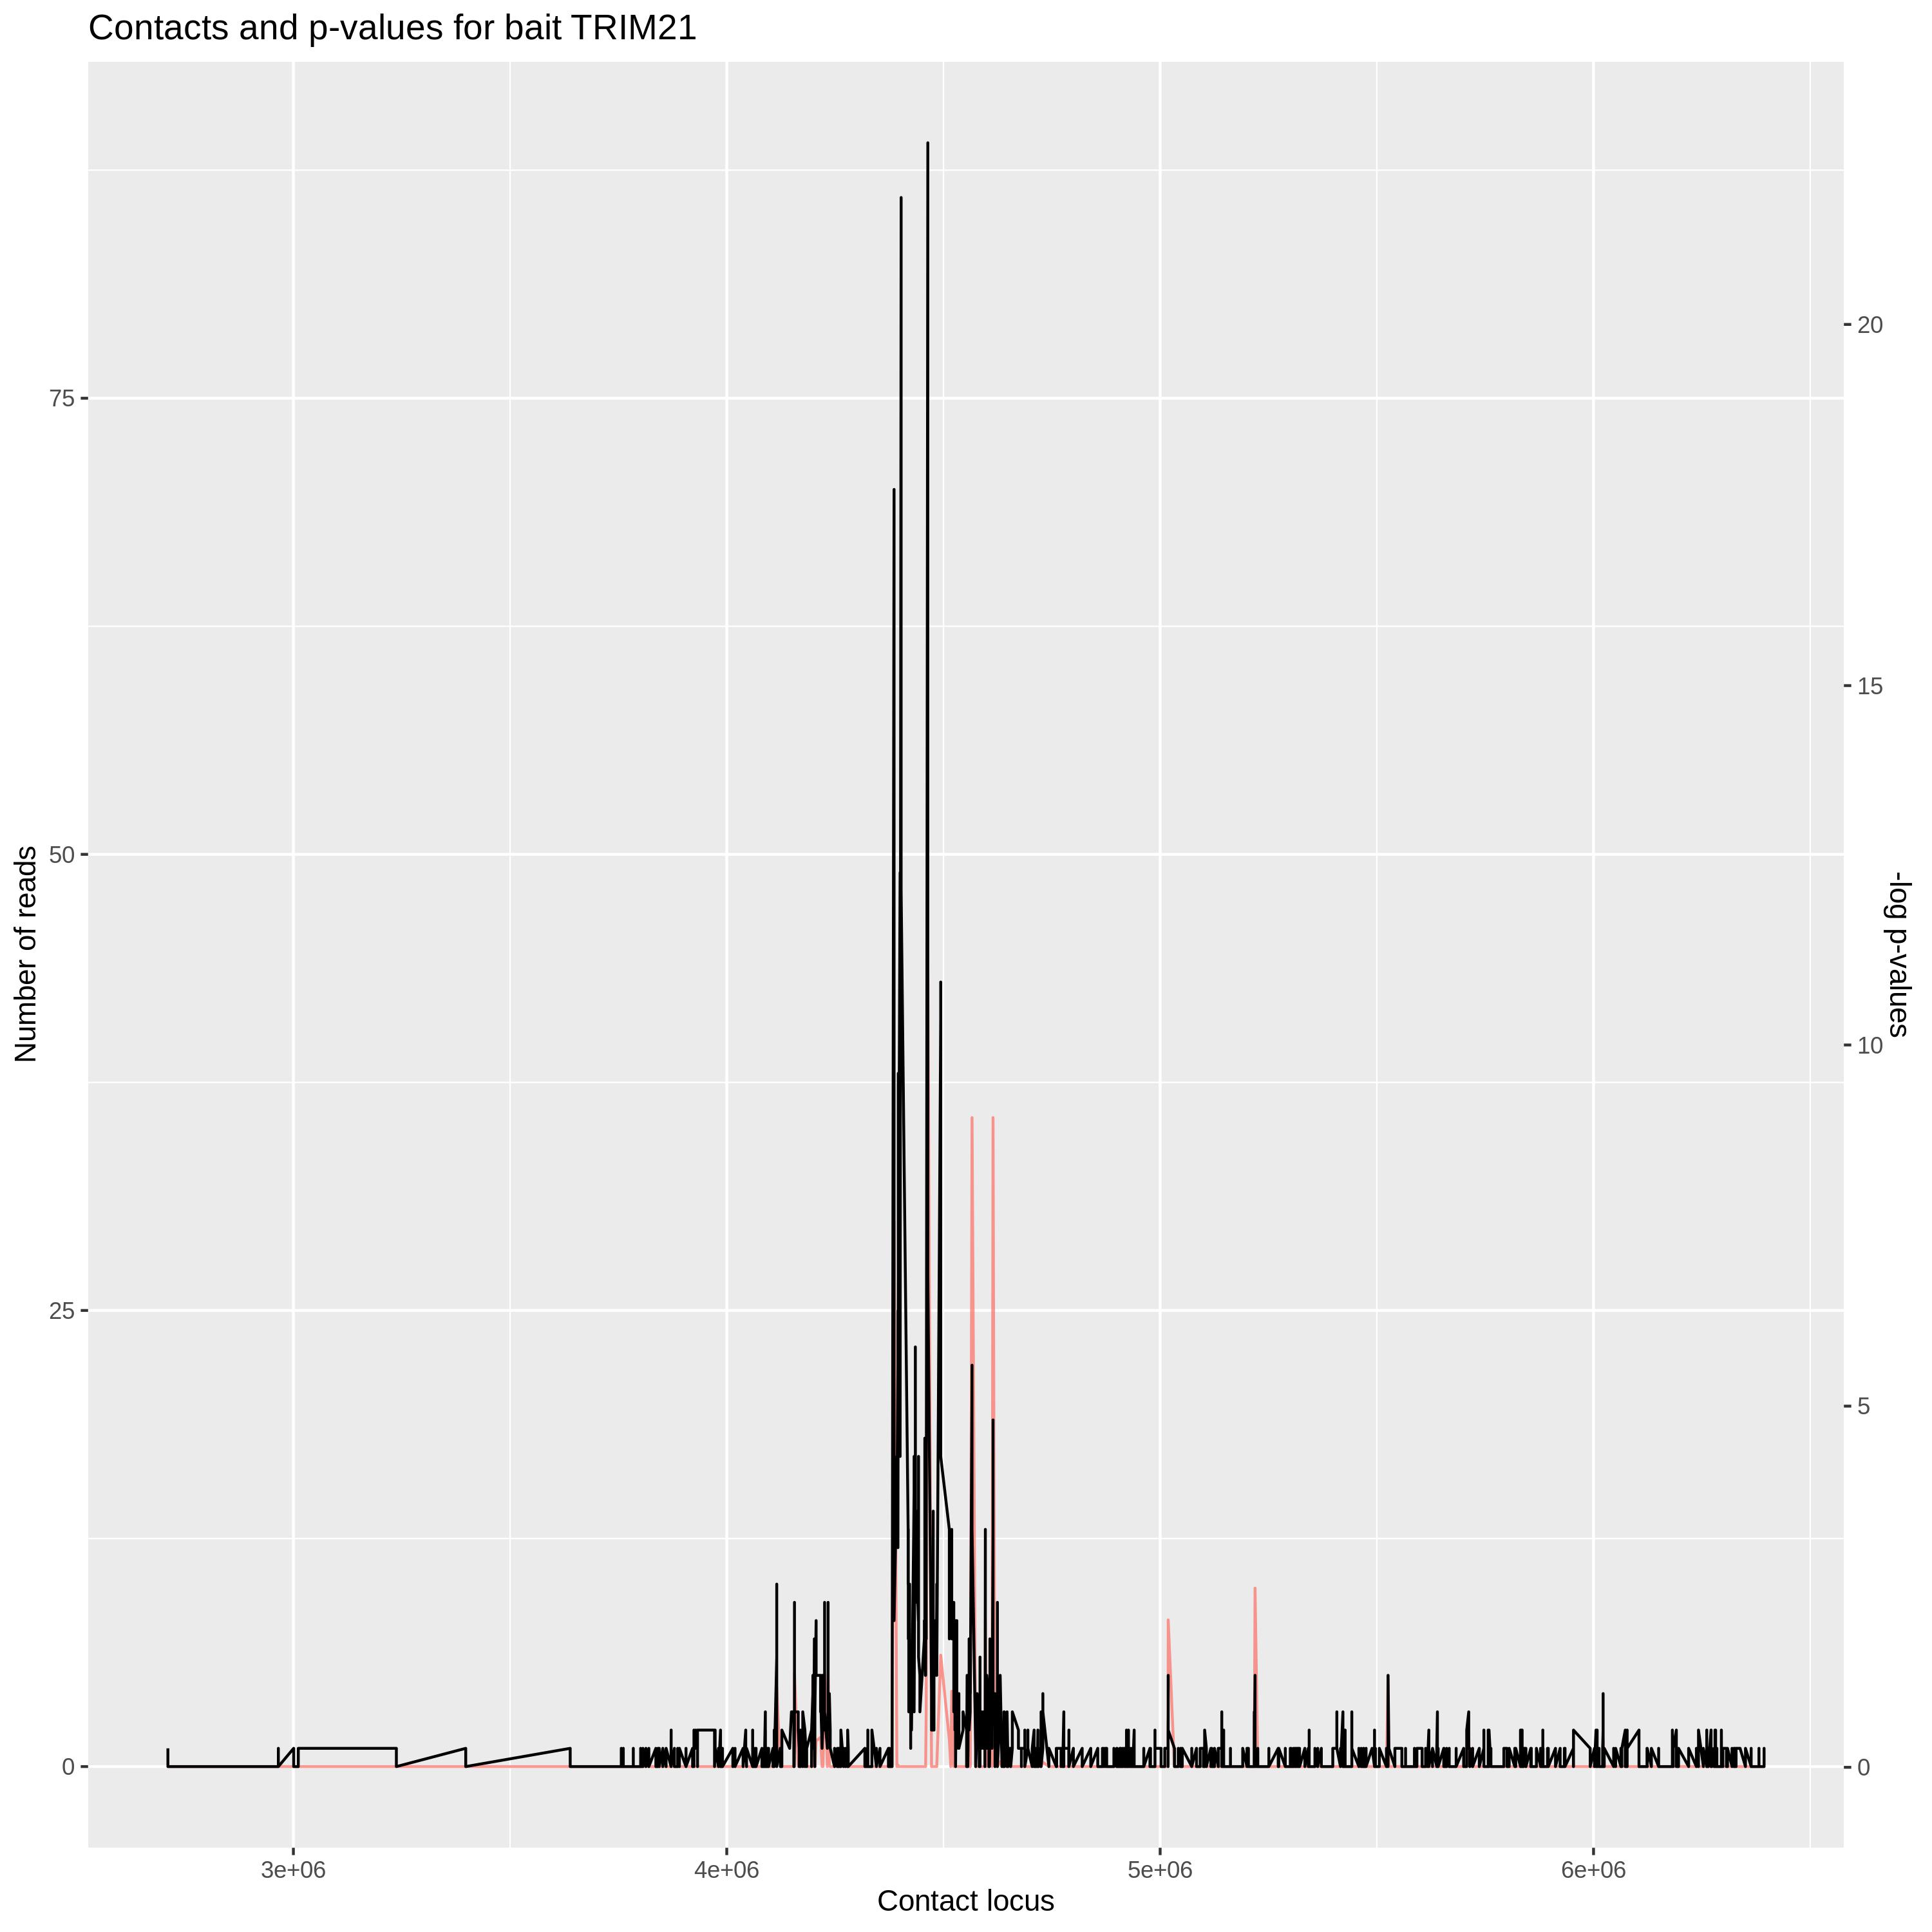 Contacts and p-values for bait TRIM21
75
50
25
0
Number of reads
20
15
10
5
0
-log p-values
3e+06
4e+06
5e+06
6e+06
Contact locus